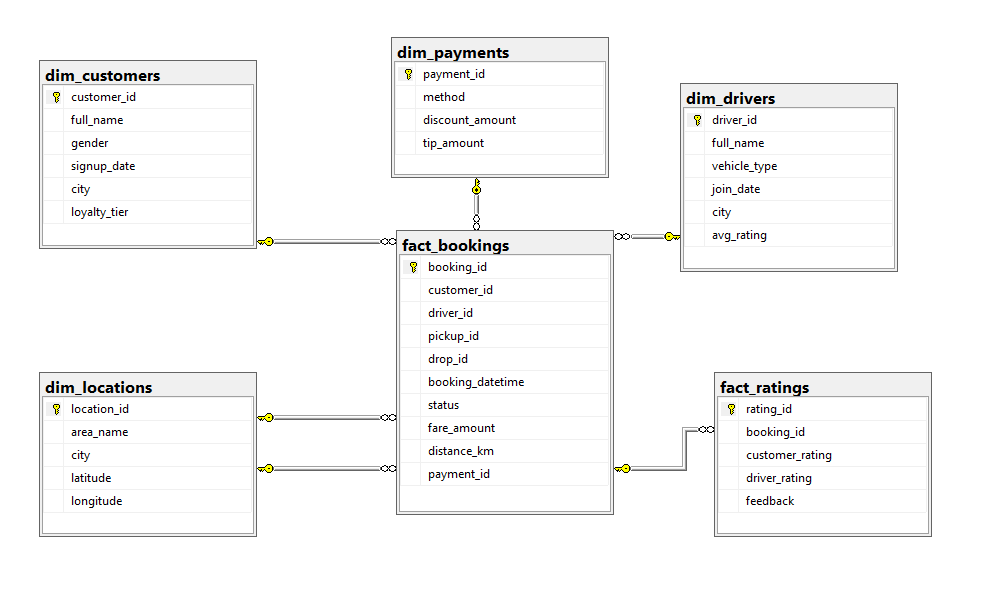 dim_customers
customer_id
full_name
gender
signup_date
city
loyalty_tier
dim_payments
payment_id
method
discount_amount
tip_amount
dim_drivers
driver_id
full_name
vehicle_type
join_date
city
avg_rating
fact_bookings
booking_id
customer_id
driver_id
pickup_id
drop_id
booking_datetime
status
fare_amount
distance_km
payment_id
dim_locations
location_id
area_name
city
latitude
longitude
fact_ratings
rating_id
booking_id
customer_rating
driver_rating
feedback